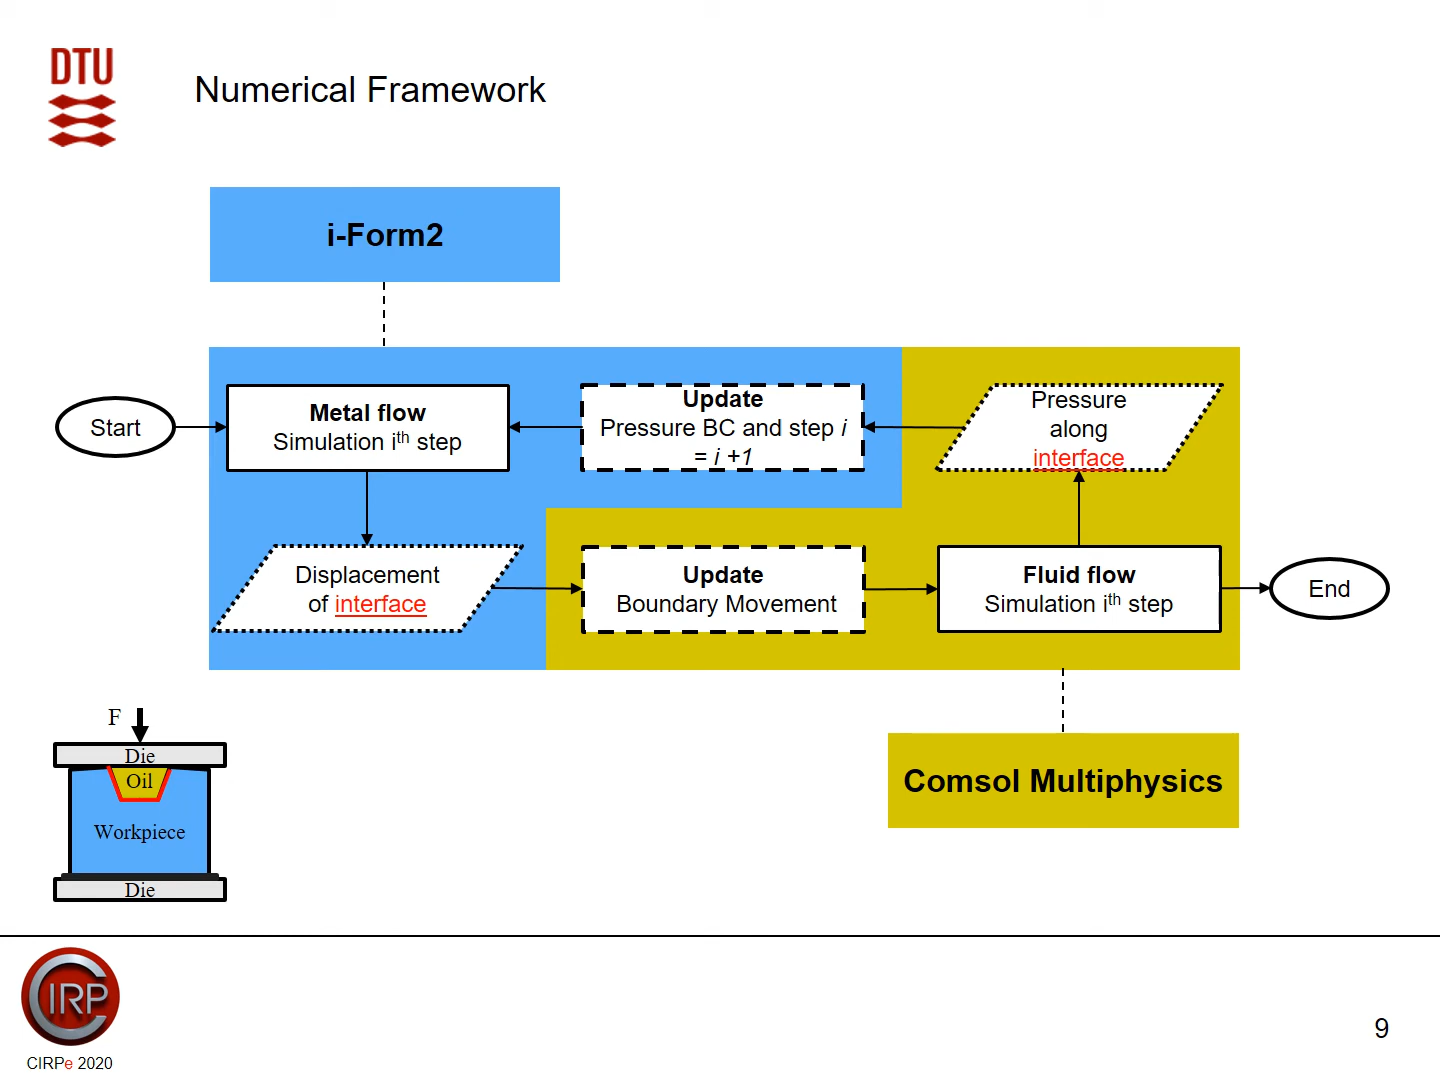 DTU
Numerical Framework
i-Form2
Start
Metal flow
Simulation ith step
Update
Pressure BC and step i
= i +1
Pressure
along
interface
Displacement
of interface
Update
Boundary Movement
Fluid flow
Simulation ith step
End
F
Die
Oil
Workpiece
Die
Comsol Multiphysics
CIRP
CIRPe 2020
9